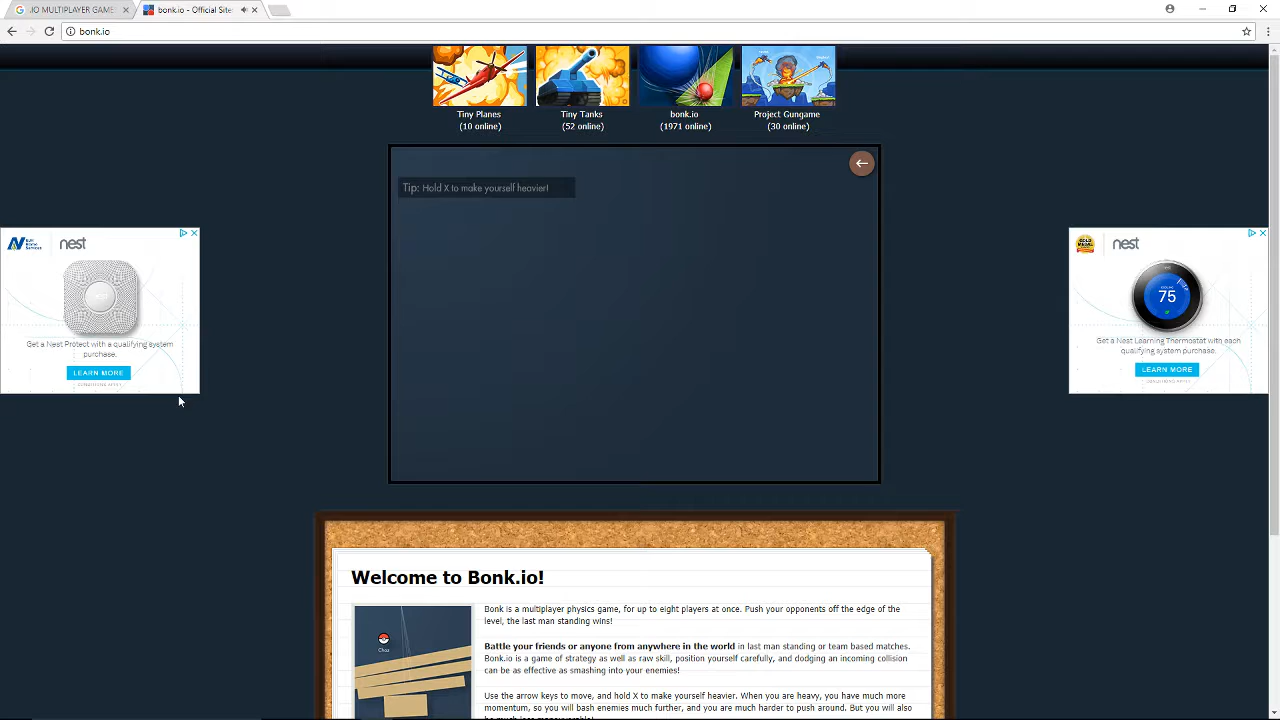 .IO MULTIPLAYER GAME
bonk.io - Official Site
bonk.io
Tiny Planes
(10 online)
Tiny Tanks
(52 online)
bonk.io
(1971 online)
Project Gungame
(30 online)
Tip: Hold X to make yourself heavier!
nest
Get a Nest Protect with a qualifying system
purchase.
LEARN MORE
nest
75
Get a Nest Learning Thermostat with each
qualifying system purchase.
LEARN MORE
Welcome to Bonk.io!
Choz
Bonk is a multiplayer physics game, for up to eight players at once. Push your opponents off the edge of the
level, the last man standing wins!
Battle your friends or anyone from anywhere in the world in last man standing or team based matches.
Bonk.io is a game of strategy as well as raw skill, position yourself carefully, and dodging an incoming collision
can be as effective as smashing into your enemies!
Use the arrow keys to move, and hold X to make yourself heavier. When you are heavy, you have much more
momentum, so you will bash enemies much further, and you are much harder to push around. But you will also